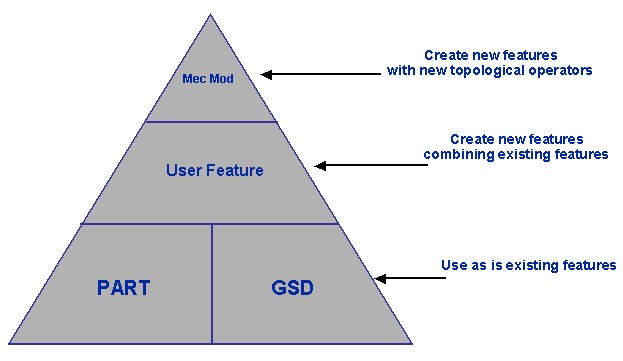 Create new features
with new topological operators
Mec Mod
Create new features
combining existing features
User Feature
Use as is existing features
PART
GSD